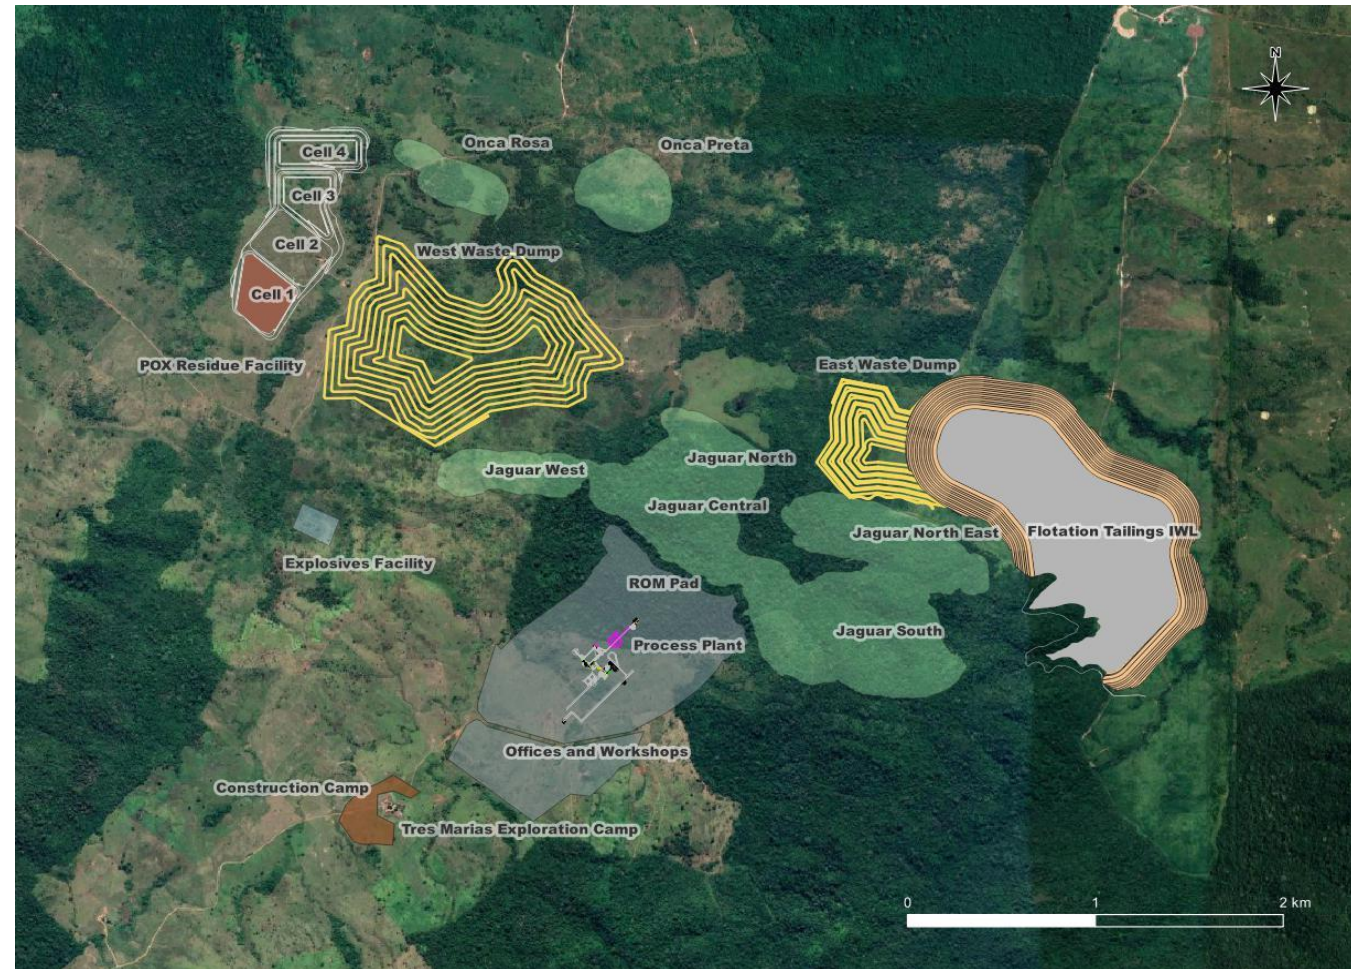 N
Onca Rosa
Onca Preta
Cell 4
Cell 3
Cell 2
Cell 1
West Waste Dump
POX Residue Facility
East Waste Dump
Jaguar West
Jaguar North
Jaguar Central
Jaguar North East
Flotation Tailings IWL
Explosives Facility
ROM Pad
Jaguar South
Process Plant
Offices and Workshops
Construction Camp
Tres Marias Exploration Camp
0 1 2 km